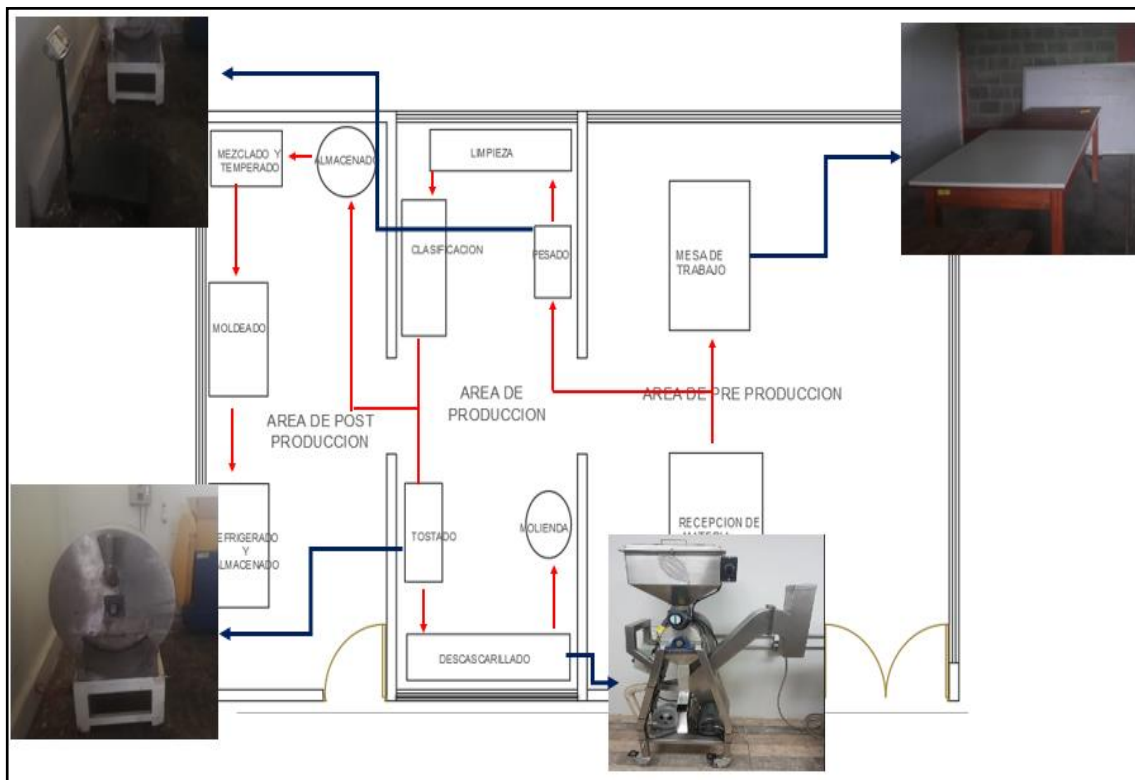 MEZCLADO Y
TEMPERADO
ALMACENADO
LIMPIEZA
CLASIFICACION
PESADO
MESA DE
TRABAJO
MOLDEADO
AREA DE POST
PRODUCCION
AREA DE
PRODUCCION
AREA DE PRE PRODUCCION
TOSTADO
MOLIENDA
RECEPCION DE
Y
DESCASCARILLADO